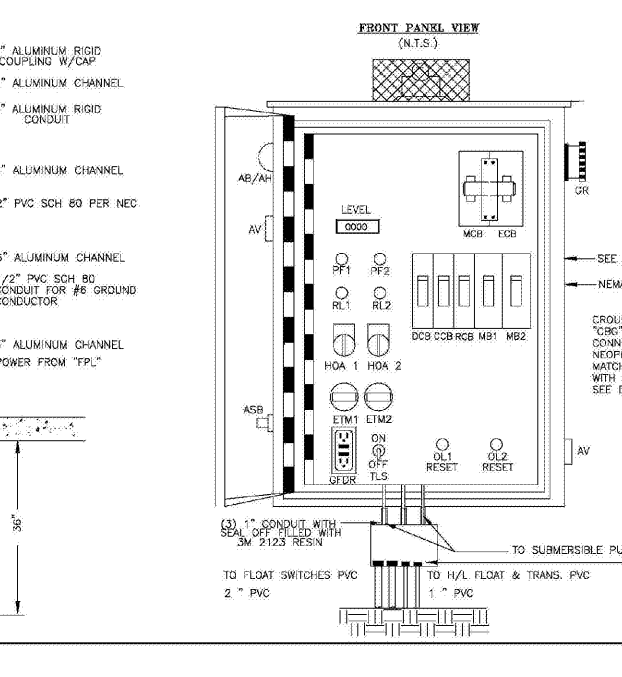 FRONT PANEL VIEW
(N.T.S.)
" ALUMINUM RIGID
COUPLING W/CAP
" ALUMINUM CHANNEL
" ALUMINUM RIGID
CONDUIT
" ALUMINUM CHANNEL
2" PVC SCH 80 PER NEC
" ALUMINUM CHANNEL
/2" PVC SCH 80
CONDUIT FOR #6 GROUND
CONDUCTOR
" ALUMINUM CHANNEL
POWER FROM "FPL"
36"
AB/AH
AV
ASB
LEVEL
0000
PF1 PF2
RL1 RL2
HOA 1 HOA 2
ETM1 ETM2
ON
OFF
GFDR TLS
MCB ECB
DCB CCB RCB MB1 MB2
OL1 OL2
RESET RESET
GR
SEE
NEMA
"CBG"
CONN
NEOP
MATCH
WITH
SEE
AV
(3) 1" CONDUIT WITH
SEAL OFF FILLED WITH
3M 2123 RESIN
TO SUBMERSIBLE PU
TO FLOAT SWITCHES PVC
2 " PVC
TO H/L FLOAT & TRANS. PVC
1 " PVC